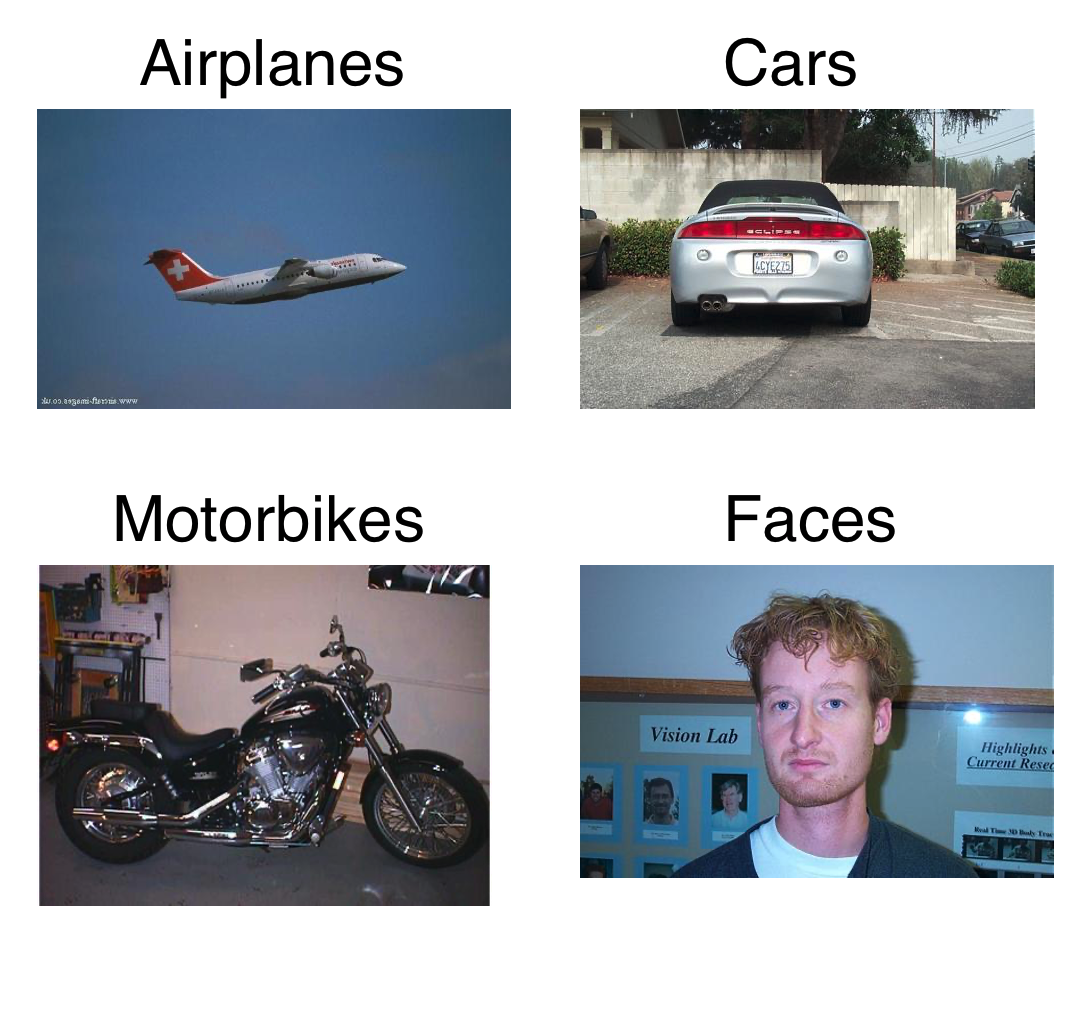 Airplanes
Cars
ECLIPSE
4CYE275
www.aircraft-images.co.uk
Motorbikes
Faces
Vision Lab
Highlights
Current Resea
Real Time 3D Body Trac